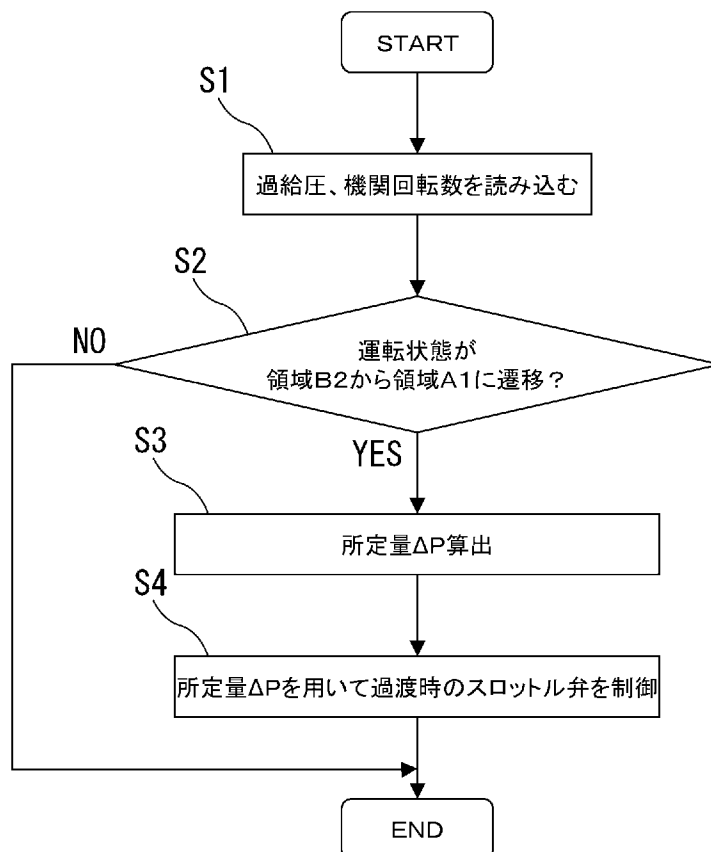 START
S1
過給圧、機関回転数を読み込む
S2
NO
運転状態が
領域B2から領域A1に遷移？
YES
S3
所定量ΔP算出
S4
所定量ΔPを用いて過渡時のスロットル弁を制御
END